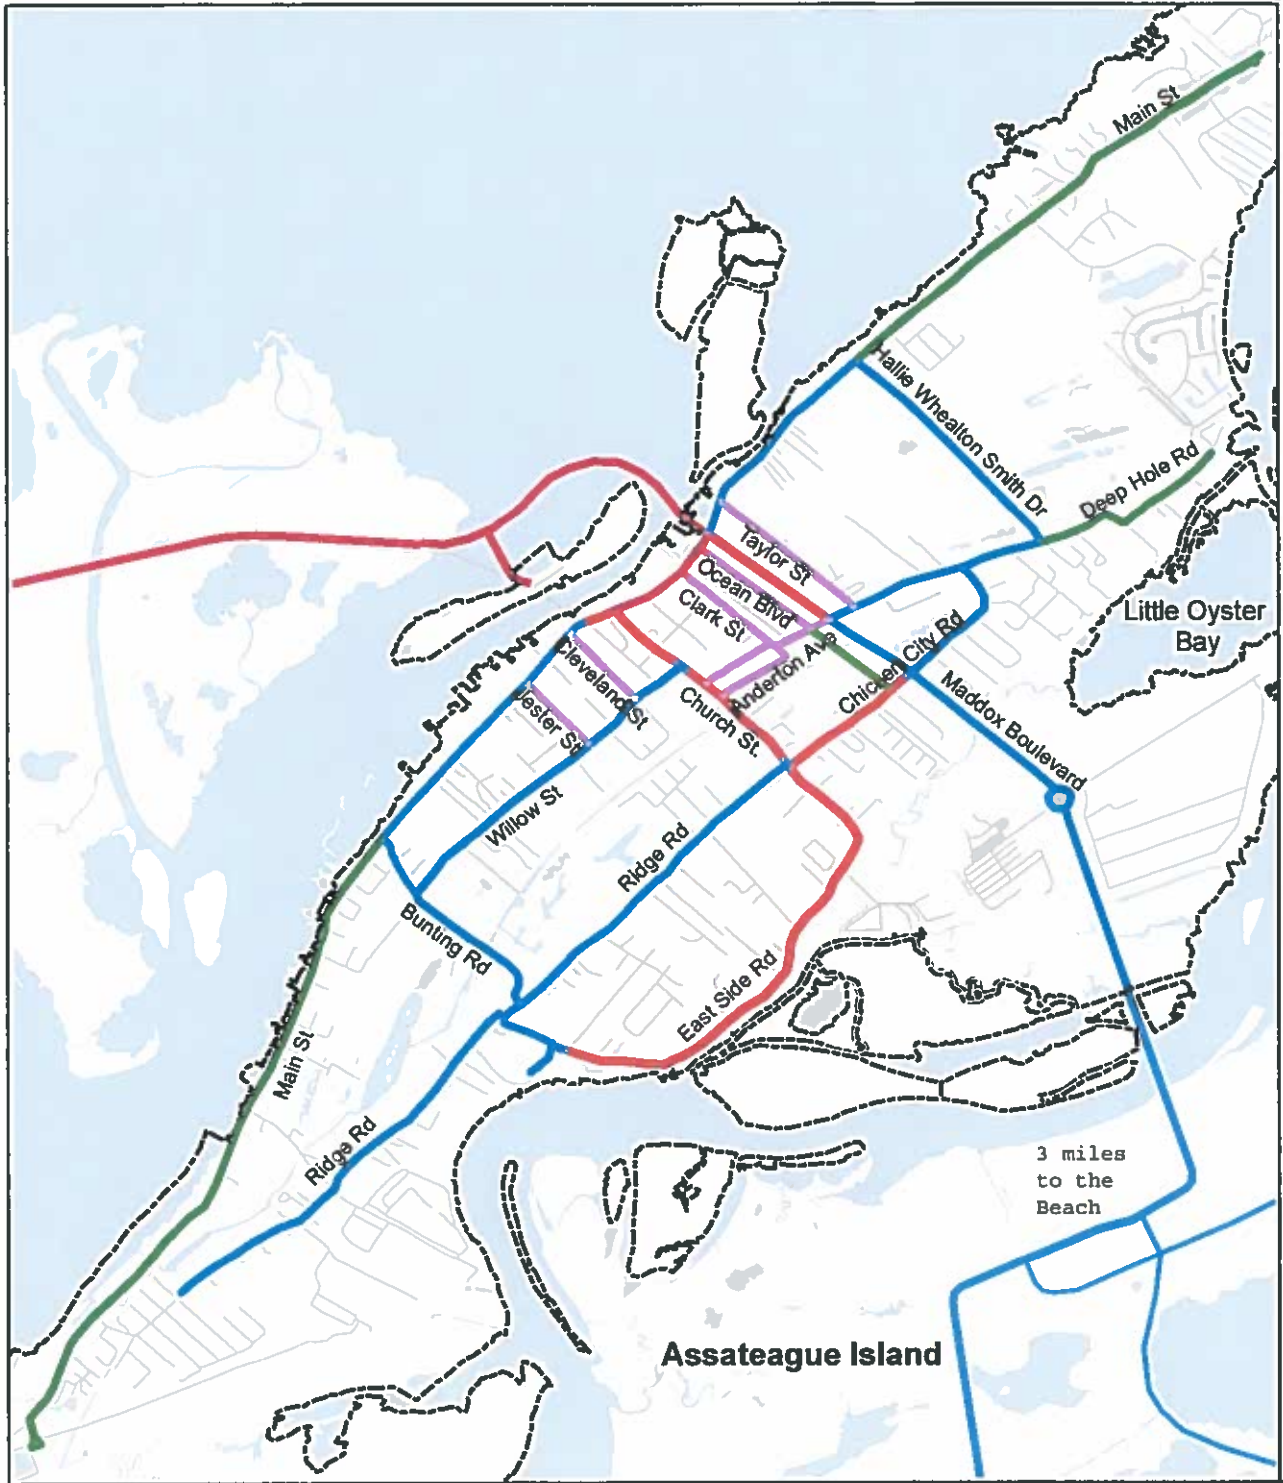 Main St
Hallie Whealton Smith Dr
Deep Hole Rd
Taylor St
Ocean Blvd
Clark St
Little Oyster
Bay
Anderton Ave
Chicken City Rd
Cleveland St
Jester St
Church St.
Maddox Boulevard
Willow St
Ridge Rd
Bunting Rd
East Side Rd
Main St
Ridge Rd
3 miles
to the
Beach
Assateague Island